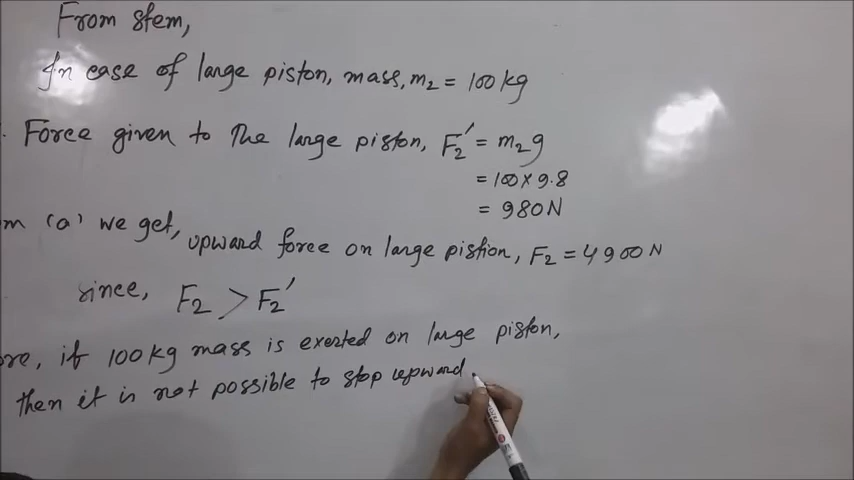 From stem,
In case of large piston, mass, m₂ = 100 kg
Force given to the large piston, F₂' = m₂g
= 100 × 9.8
= 980N
m (a) we get, upward force on large pistion, F₂ = 4900 N
since, F₂ > F₂'
ore, if 100 kg mass is exerted on large piston,
then it is not possible to stop upward